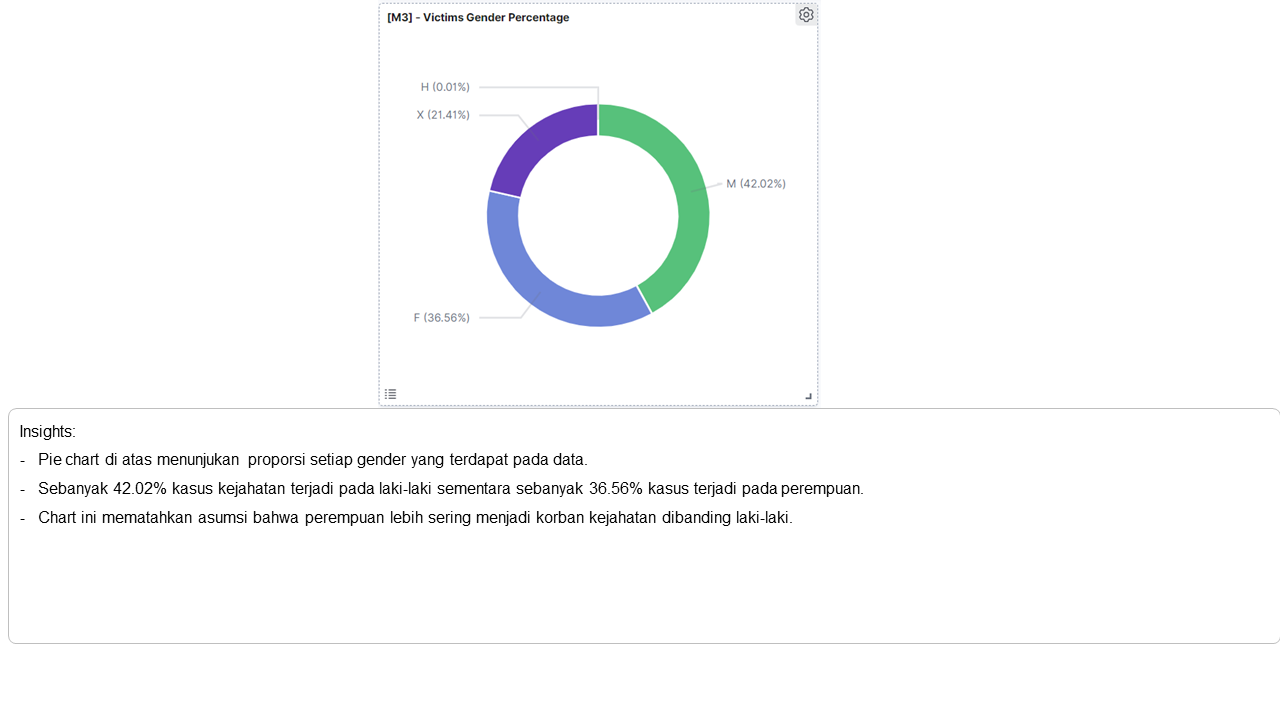 [M3] - Victims Gender Percentage
H (0.01%)
X (21.41%)
M (42.02%)
F (36.56%)
Insights:
- Pie chart di atas menunjukan  proporsi setiap gender yang terdapat pada data.
- Sebanyak 42.02% kasus kejahatan terjadi pada laki-laki sementara sebanyak 36.56% kasus terjadi pada perempuan.
- Chart ini mematahkan asumsi bahwa perempuan lebih sering menjadi korban kejahatan dibanding laki-laki.